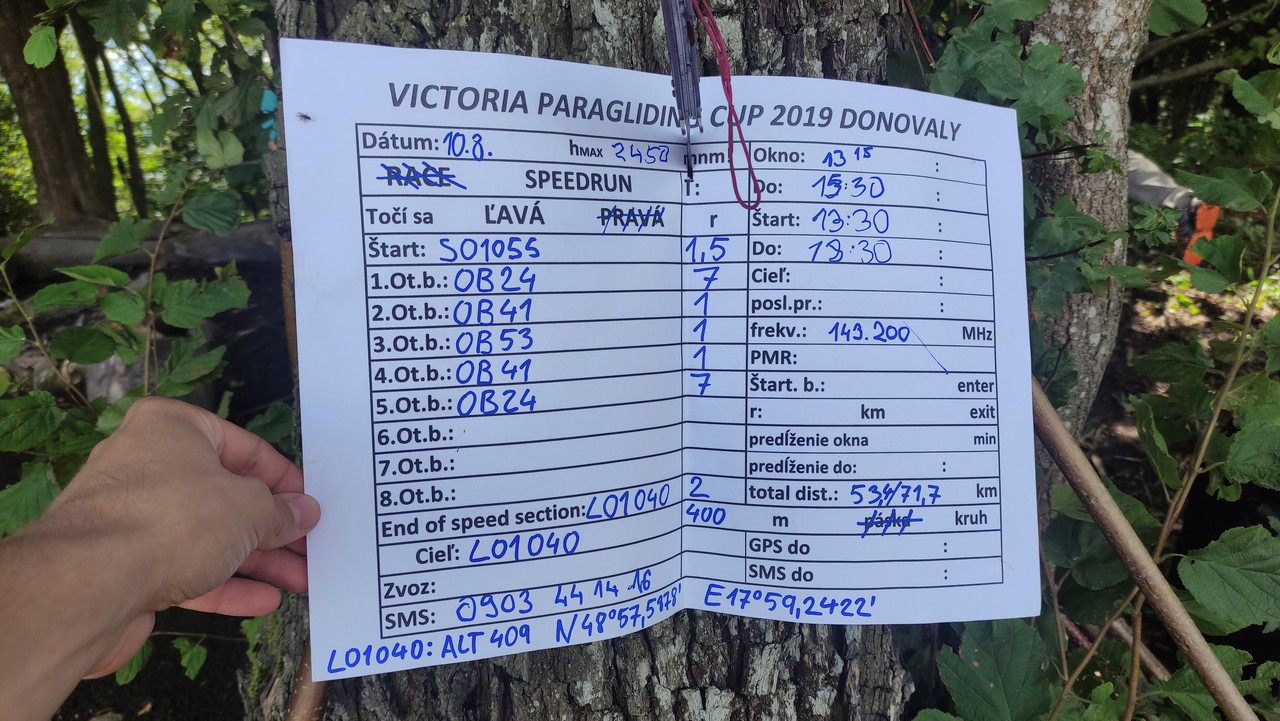 VICTORIA PARAGLIDING CUP 2019 DONOVALY
Dátum: 10.8. hMAX 2450 mnm. Okno: 13 15 :
RACE SPEEDRUN T: Do: 15:30 :
Točí sa ĽAVÁ PRAVÁ r Štart: 13:30 :
Štart: SO1055 1,5 Do: 18:30 :
1.Ot.b.: OB24 7 Cieľ: :
2.Ot.b.: OB41 1 posl.pr.: :
3.Ot.b.: OB53 1 frekv.: 143.200 MHz
4.Ot.b.: OB41 1 PMR:
5.Ot.b.: OB24 7 Štart. b.: enter
6.Ot.b.: r: km exit
7.Ot.b.: predĺženie okna min
8.Ot.b.: predĺženie do: :
End of speed section: LO1040 2 total dist.: 53,4/71,7 km
Cieľ: LO1040 400 m páska kruh
Zvoz: GPS do :
SMS: 0903 44 14 16 SMS do :
LO1040: ALT 409 N48°57,5178' E17°59,2422'